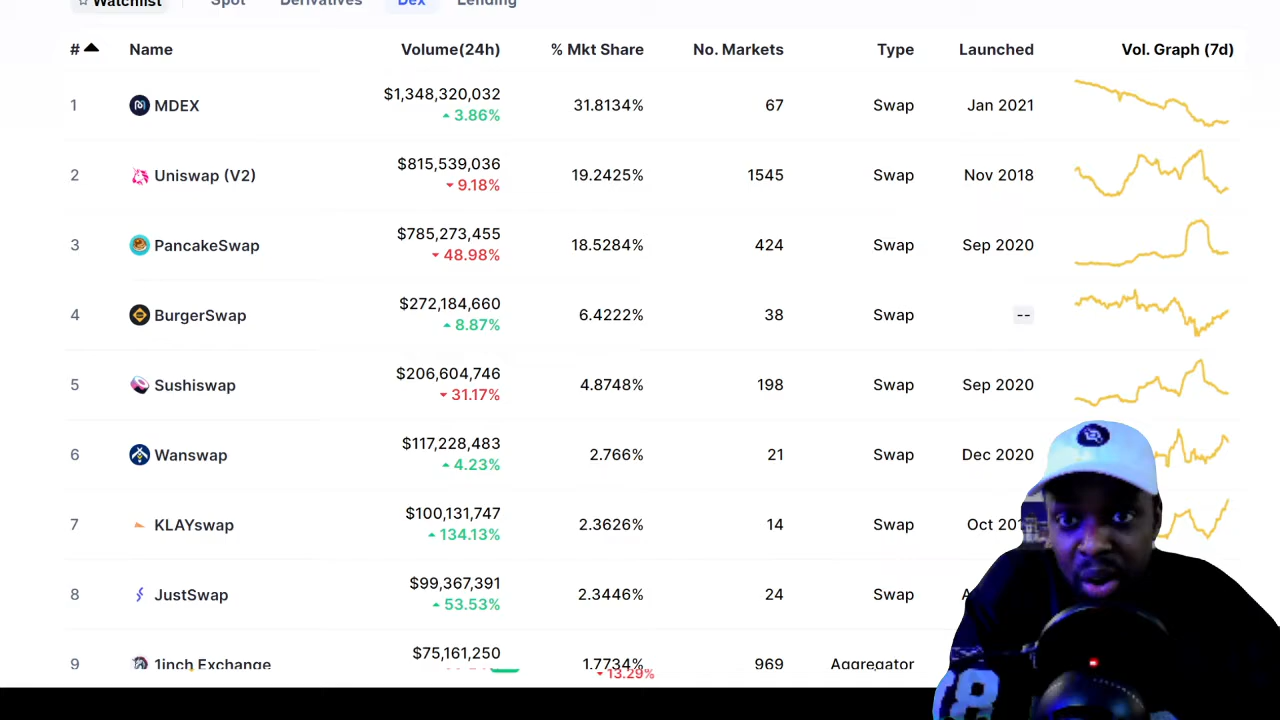 Watchlist Spot Derivatives Dex Lending
# Name Volume(24h) % Mkt Share No. Markets Type Launched Vol. Graph (7d)
1 MDEX $1,348,320,032 31.8134% 67 Swap Jan 2021
3.86%
2 Uniswap (V2) $815,539,036 19.2425% 1545 Swap Nov 2018
9.18%
3 PancakeSwap $785,273,455 18.5284% 424 Swap Sep 2020
48.98%
4 BurgerSwap $272,184,660 6.4222% 38 Swap --
8.87%
5 Sushiswap $206,604,746 4.8748% 198 Swap Sep 2020
31.17%
6 Wanswap $117,228,483 2.766% 21 Swap Dec 2020
4.23%
7 KLAYswap $100,131,747 2.3626% 14 Swap Oct
134.13%
8 JustSwap $99,367,391 2.3446% 24 Swap
53.53%
9 1inch Exchange $75,161,250 1.7734% 969 Aggregator
13.29%
78